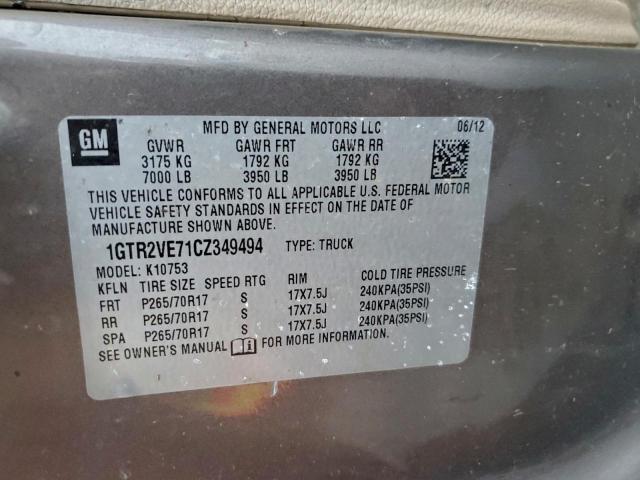 GM
MFD BY GENERAL MOTORS LLC 06/12
GVWR GAWR FRT GAWR RR
3175 KG 1792 KG 1792 KG
7000 LB 3950 LB 3950 LB
THIS VEHICLE CONFORMS TO ALL APPLICABLE U.S. FEDERAL MOTOR
VEHICLE SAFETY STANDARDS IN EFFECT ON THE DATE OF
MANUFACTURE SHOWN ABOVE.
1GTR2VE71CZ349494 TYPE: TRUCK
MODEL: K10753
KFLN TIRE SIZE SPEED RTG RIM COLD TIRE PRESSURE
FRT P265/70R17 S 17X7.5J 240KPA(35PSI)
RR P265/70R17 S 17X7.5J 240KPA(35PSI)
SPA P265/70R17 S 17X7.5J 240KPA(35PSI)
SEE OWNER'S MANUAL FOR MORE INFORMATION.